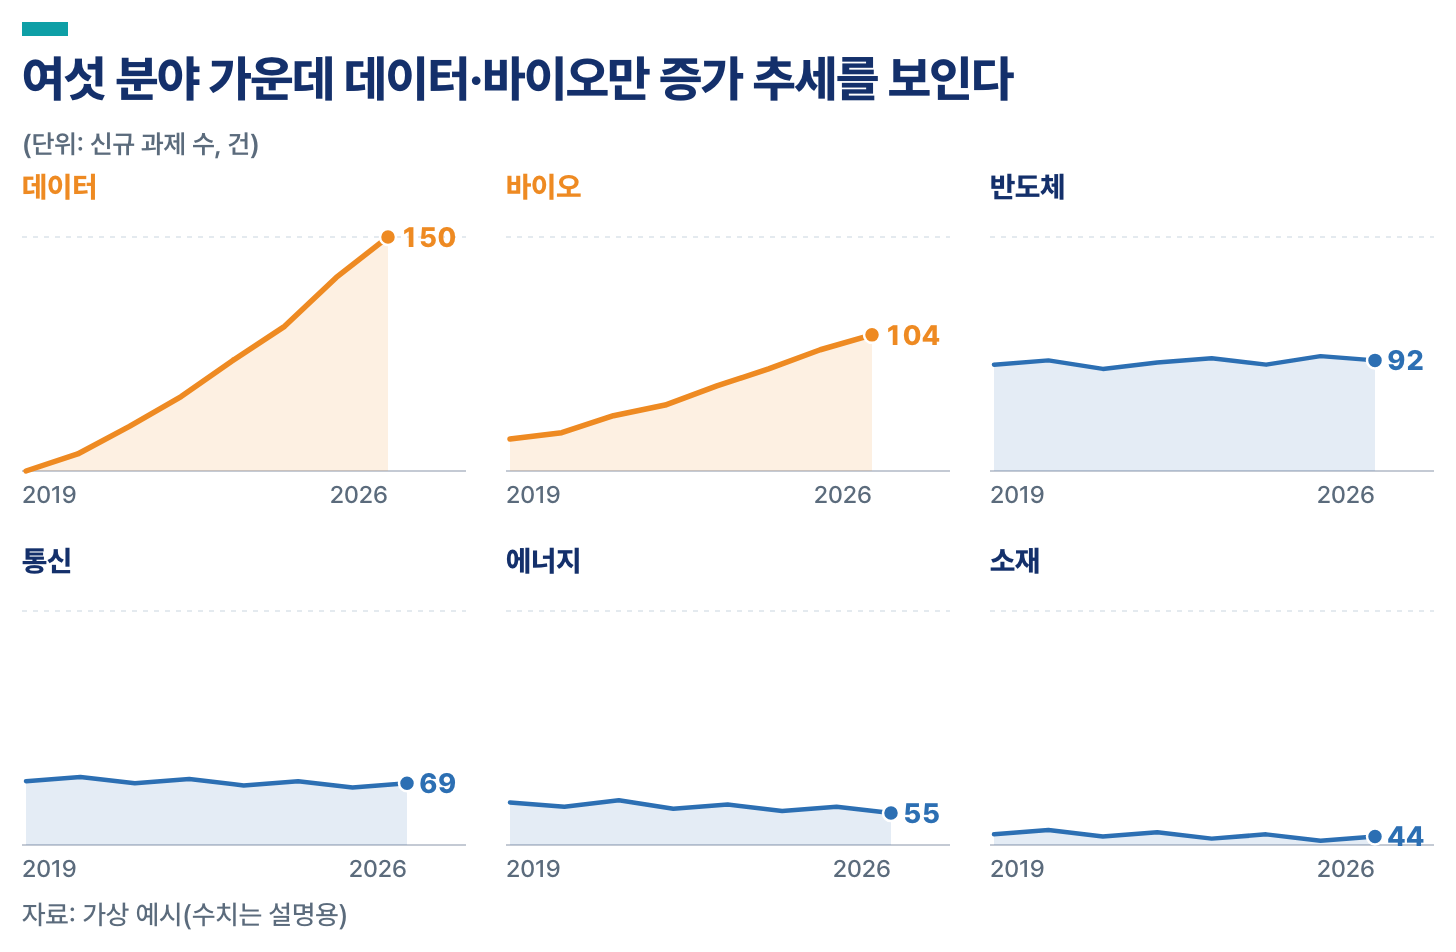 여섯 분야 가운데 데이터·바이오만 증가 추세를 보인다
(단위: 신규 과제 수, 건)
데이터
150
2019 2026
바이오
104
2019 2026
반도체
92
2019 2026
통신
69
2019 2026
에너지
55
2019 2026
소재
44
2019 2026
자료: 가상 예시(수치는 설명용)